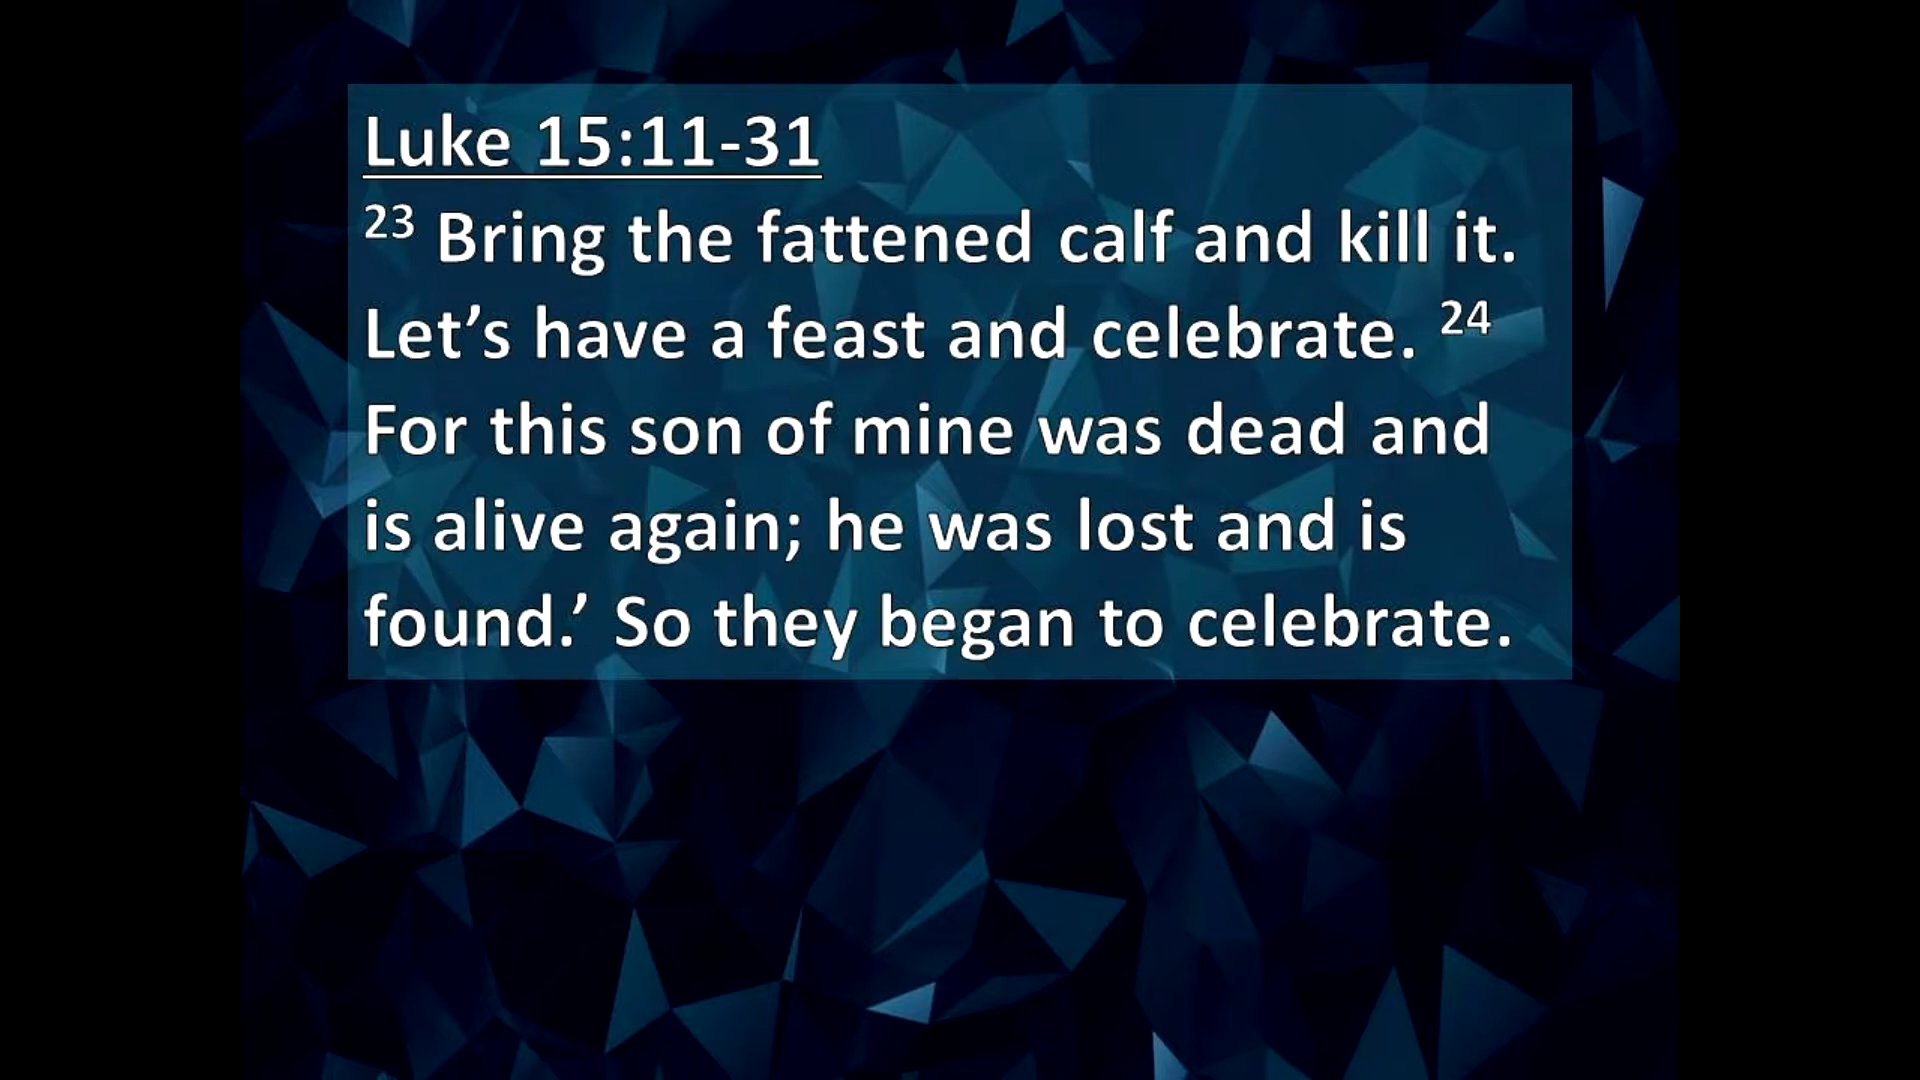 Luke 15:11-31
23 Bring the fattened calf and kill it.
Let’s have a feast and celebrate. 24
For this son of mine was dead and
is alive again; he was lost and is
found.’ So they began to celebrate.